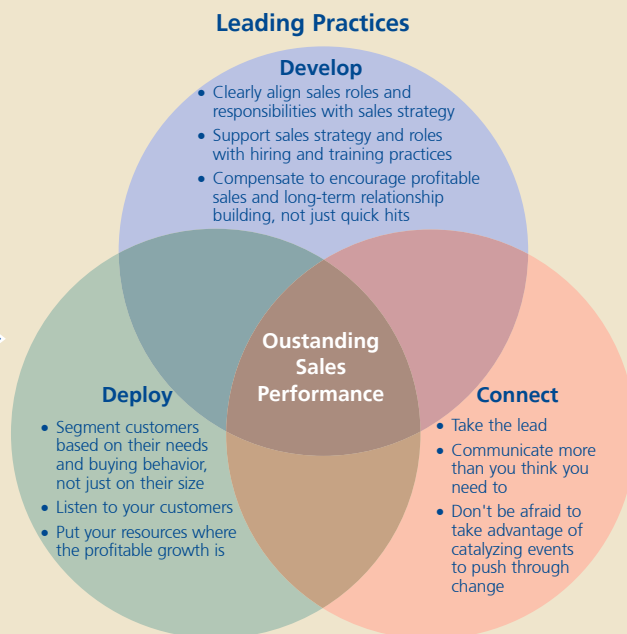 Leading Practices
Develop
• Clearly align sales roles and
responsibilities with sales strategy
• Support sales strategy and roles
with hiring and training practices
• Compensate to encourage profitable
sales and long-term relationship
building, not just quick hits
Oustanding
Sales
Performance
Deploy
• Segment customers
based on their needs
and buying behavior,
not just on their size
• Listen to your customers
• Put your resources where
the profitable growth is
Connect
• Take the lead
• Communicate more
than you think you
need to
• Don't be afraid to
take advantage of
catalyzing events
to push through
change